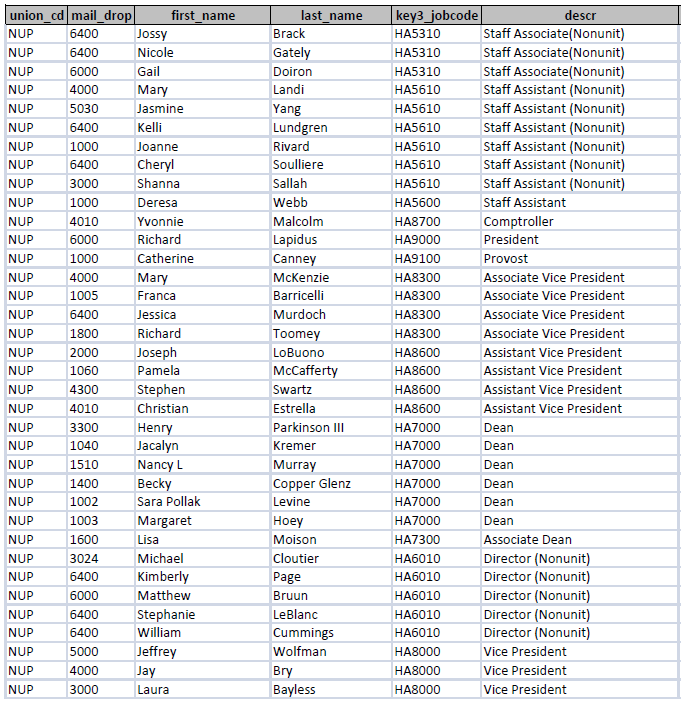 union_cd mail_drop first_name last_name key3_jobcode descr
NUP 6400 Jossy Brack HA5310 Staff Associate(Nonunit)
NUP 6400 Nicole Gately HA5310 Staff Associate(Nonunit)
NUP 6000 Gail Doiron HA5310 Staff Associate(Nonunit)
NUP 4000 Mary Landi HA5610 Staff Assistant (Nonunit)
NUP 5030 Jasmine Yang HA5610 Staff Assistant (Nonunit)
NUP 6400 Kelli Lundgren HA5610 Staff Assistant (Nonunit)
NUP 1000 Joanne Rivard HA5610 Staff Assistant (Nonunit)
NUP 6400 Cheryl Soulliere HA5610 Staff Assistant (Nonunit)
NUP 3000 Shanna Sallah HA5610 Staff Assistant (Nonunit)
NUP 1000 Deresa Webb HA5600 Staff Assistant
NUP 4010 Yvonnie Malcolm HA8700 Comptroller
NUP 6000 Richard Lapidus HA9000 President
NUP 1000 Catherine Canney HA9100 Provost
NUP 4000 Mary McKenzie HA8300 Associate Vice President
NUP 1005 Franca Barricelli HA8300 Associate Vice President
NUP 6400 Jessica Murdoch HA8300 Associate Vice President
NUP 1800 Richard Toomey HA8300 Associate Vice President
NUP 2000 Joseph LoBuono HA8600 Assistant Vice President
NUP 1060 Pamela McCafferty HA8600 Assistant Vice President
NUP 4300 Stephen Swartz HA8600 Assistant Vice President
NUP 4010 Christian Estrella HA8600 Assistant Vice President
NUP 3300 Henry Parkinson III HA7000 Dean
NUP 1040 Jacalyn Kremer HA7000 Dean
NUP 1510 Nancy L Murray HA7000 Dean
NUP 1400 Becky Copper Glenz HA7000 Dean
NUP 1002 Sara Pollak Levine HA7000 Dean
NUP 1003 Margaret Hoey HA7000 Dean
NUP 1600 Lisa Moison HA7300 Associate Dean
NUP 3024 Michael Cloutier HA6010 Director (Nonunit)
NUP 6400 Kimberly Page HA6010 Director (Nonunit)
NUP 6000 Matthew Bruun HA6010 Director (Nonunit)
NUP 6400 Stephanie LeBlanc HA6010 Director (Nonunit)
NUP 6400 William Cummings HA6010 Director (Nonunit)
NUP 5000 Jeffrey Wolfman HA8000 Vice President
NUP 4000 Jay Bry HA8000 Vice President
NUP 3000 Laura Bayless HA8000 Vice President